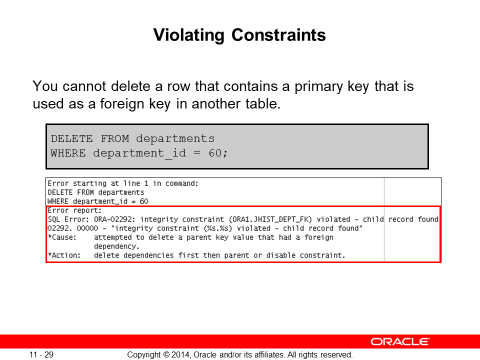 Violating Constraints
You cannot delete a row that contains a primary key that is
used as a foreign key in another table.
DELETE FROM departments
WHERE department_id = 60;
Error starting at line 1 in command:
DELETE FROM departments
WHERE department_id = 60
Error report:
SQL Error: ORA-02292: integrity constraint (ORA1.JHIST_DEPT_FK) violated - child record found
02292. 00000 - "integrity constraint (%s.%s) violated - child record found"
*Cause: attempted to delete a parent key value that had a foreign
dependency.
*Action: delete dependencies first then parent or disable constraint.
ORACLE
11 - 29 Copyright © 2014, Oracle and/or its affiliates. All rights reserved.